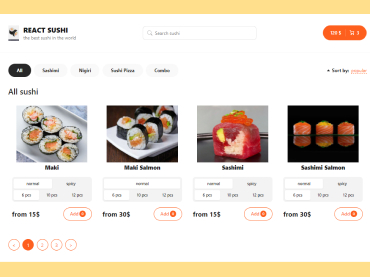 REACT SUSHI
the best sushi in the world
Search sushi
120 $ 3
All Sashimi Nigiri Sushi Pizza Combo
Sort by: popular
All sushi
Maki Maki Salmon Sashimi Sashimi Salmon
normal spicy normal spicy normal spicy normal spicy
6 pcs 10 pcs 12 pcs 6 pcs 10 pcs 12 pcs 6 pcs 10 pcs 12 pcs 6 pcs 10 pcs 12 pcs
from 15$ Add 0 from 30$ Add 0 from 15$ Add 0 from 30$ Add 0
< 1 2 3 >